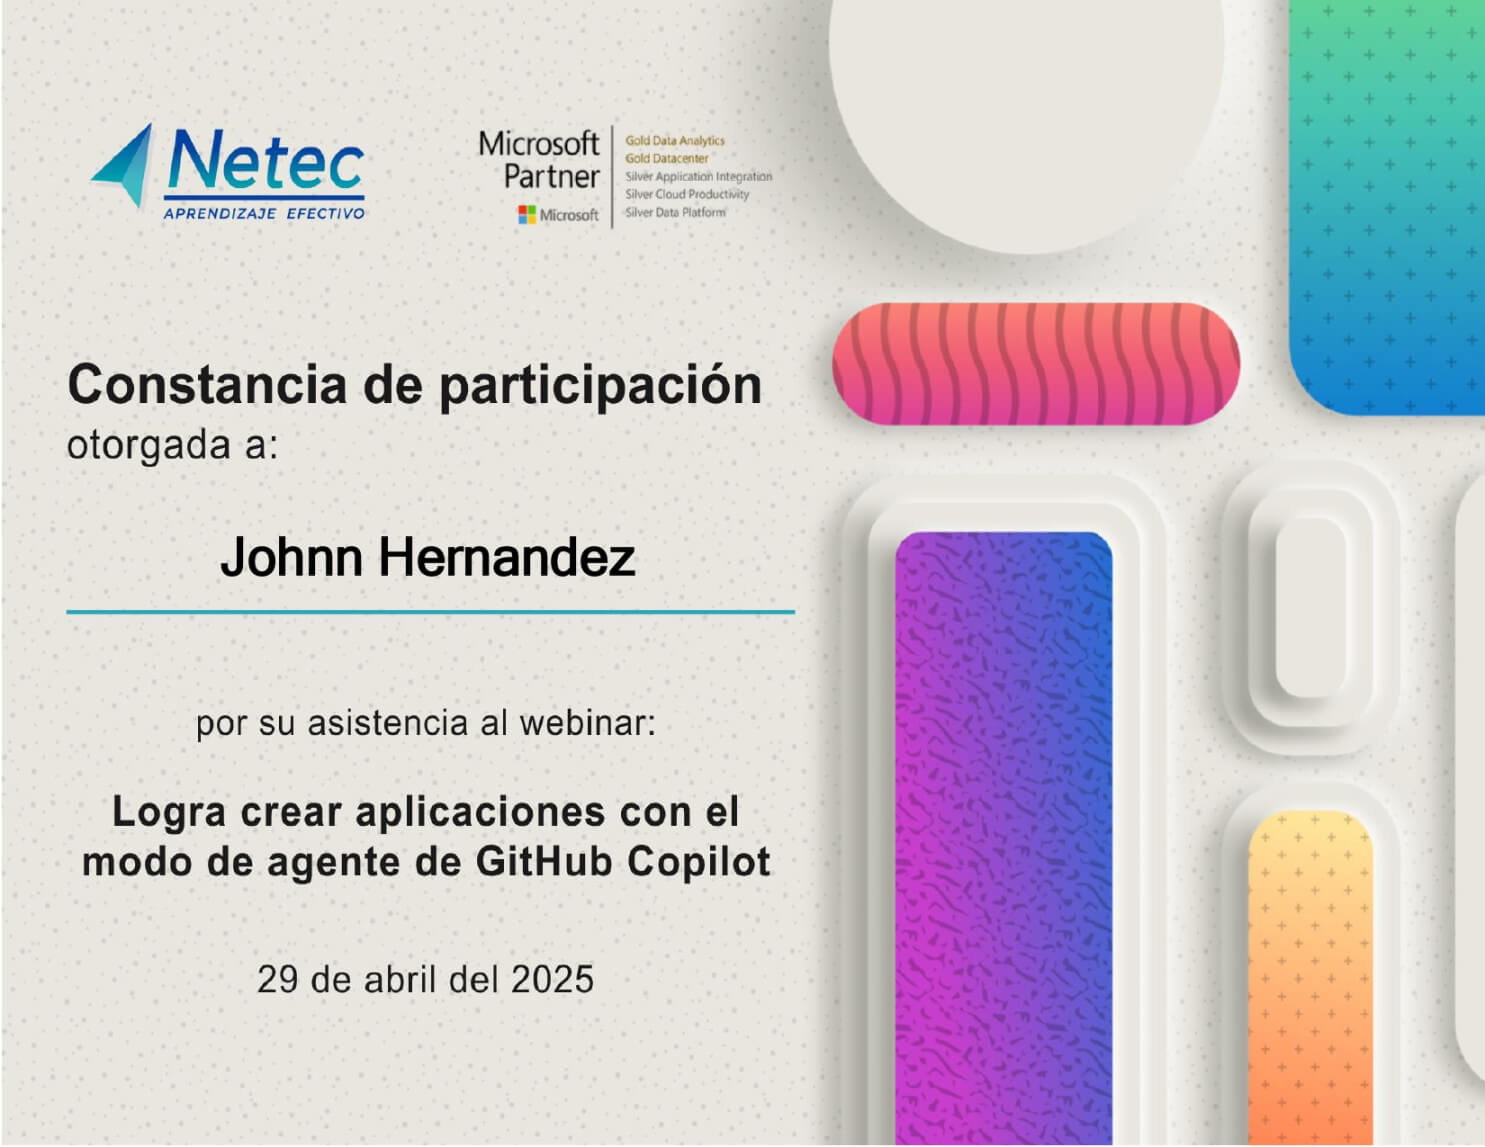 Netec
APRENDIZAJE EFECTIVO
Microsoft
Partner
Microsoft
Gold Data Analytics
Gold Datacenter
Silver Application Integration
Silver Cloud Productivity
Silver Data Platform
Constancia de participación
otorgada a:
Johnn Hernandez
por su asistencia al webinar:
Logra crear aplicaciones con el
modo de agente de GitHub Copilot
29 de abril del 2025